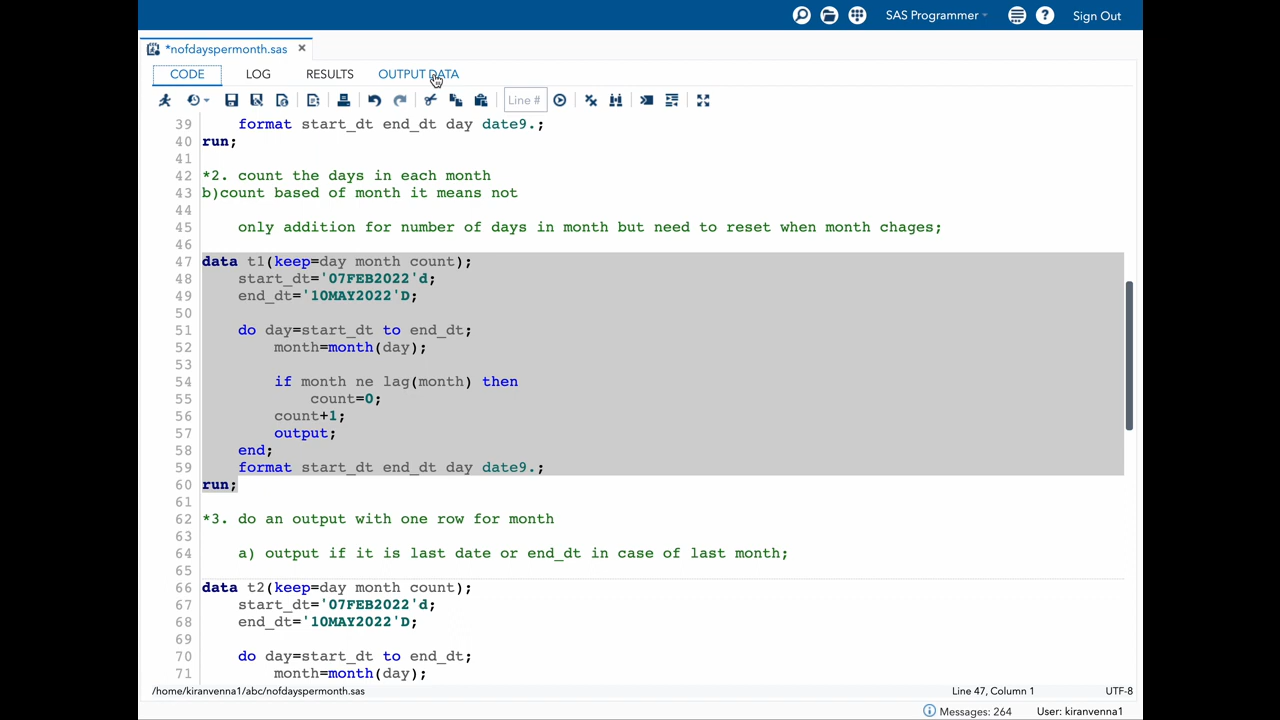 SAS Programmer
Sign Out
*nofdayspermonth.sas
CODE LOG RESULTS OUTPUT DATA
Line #
39 format start_dt end_dt day date9.;
40 run;
41
42 *2. count the days in each month
43 b)count based of month it means not
44
45 only addition for number of days in month but need to reset when month chages;
46
47 data t1(keep=day month count);
48 start_dt='07FEB2022'd;
49 end_dt='10MAY2022'D;
50
51 do day=start_dt to end_dt;
52 month=month(day);
53
54 if month ne lag(month) then
55 count=0;
56 count+1;
57 output;
58 end;
59 format start_dt end_dt day date9.;
60 run;
61
62 *3. do an output with one row for month
63
64 a) output if it is last date or end_dt in case of last month;
65
66 data t2(keep=day month count);
67 start_dt='07FEB2022'd;
68 end_dt='10MAY2022'D;
69
70 do day=start_dt to end_dt;
71 month=month(day);
/home/kiranvenna1/abc/nofdayspermonth.sas Line 47, Column 1 UTF-8
Messages: 264 User: kiranvenna1